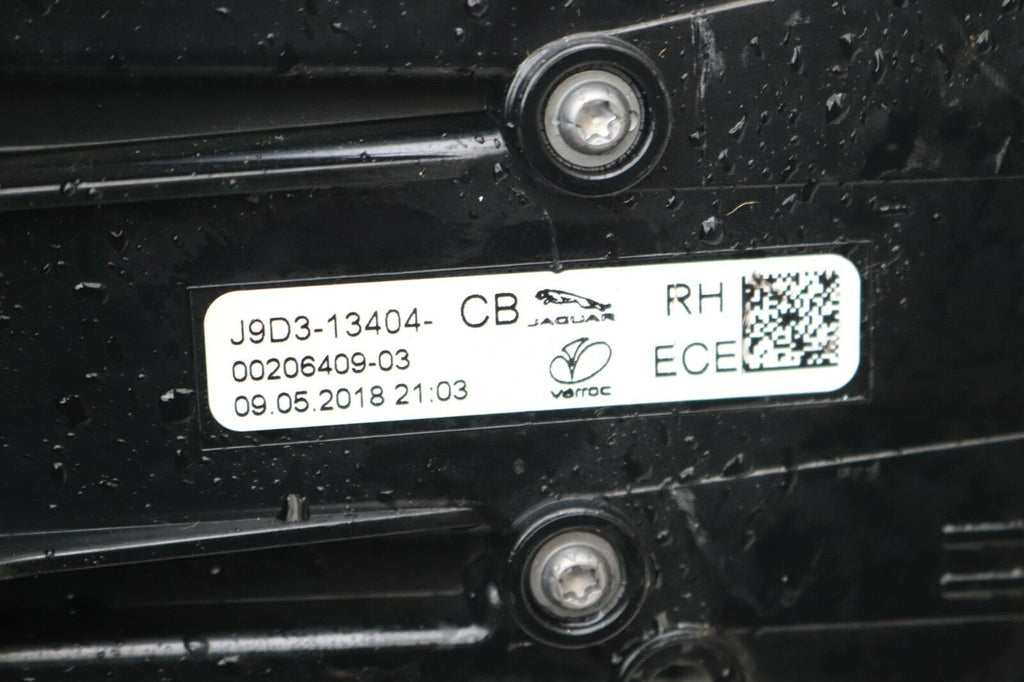 J9D3-13404- CB JAGUAR RH
00206409-03 ECE
09.05.2018 21:03 varroc